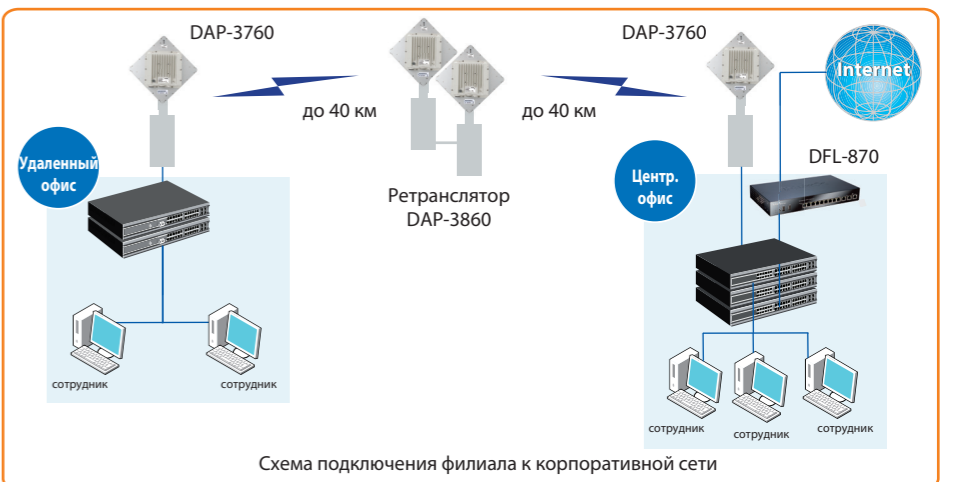 DAP-3760
DAP-3760
до 40 км
до 40 км
Internet
DFL-870
Удаленный
офис
Ретранслятор
DAP-3860
Центр.
офис
сотрудник
сотрудник
сотрудник
сотрудник
сотрудник
Схема подключения филиала к корпоративной сети